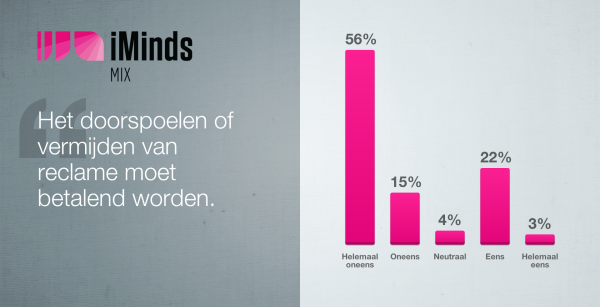 iMinds
MIX
Het doorspoelen of
vermijden van
reclame moet
betalend worden.
56%
15%
4%
22%
3%
Helemaal
oneens
Oneens
Neutraal
Eens
Helemaal
eens